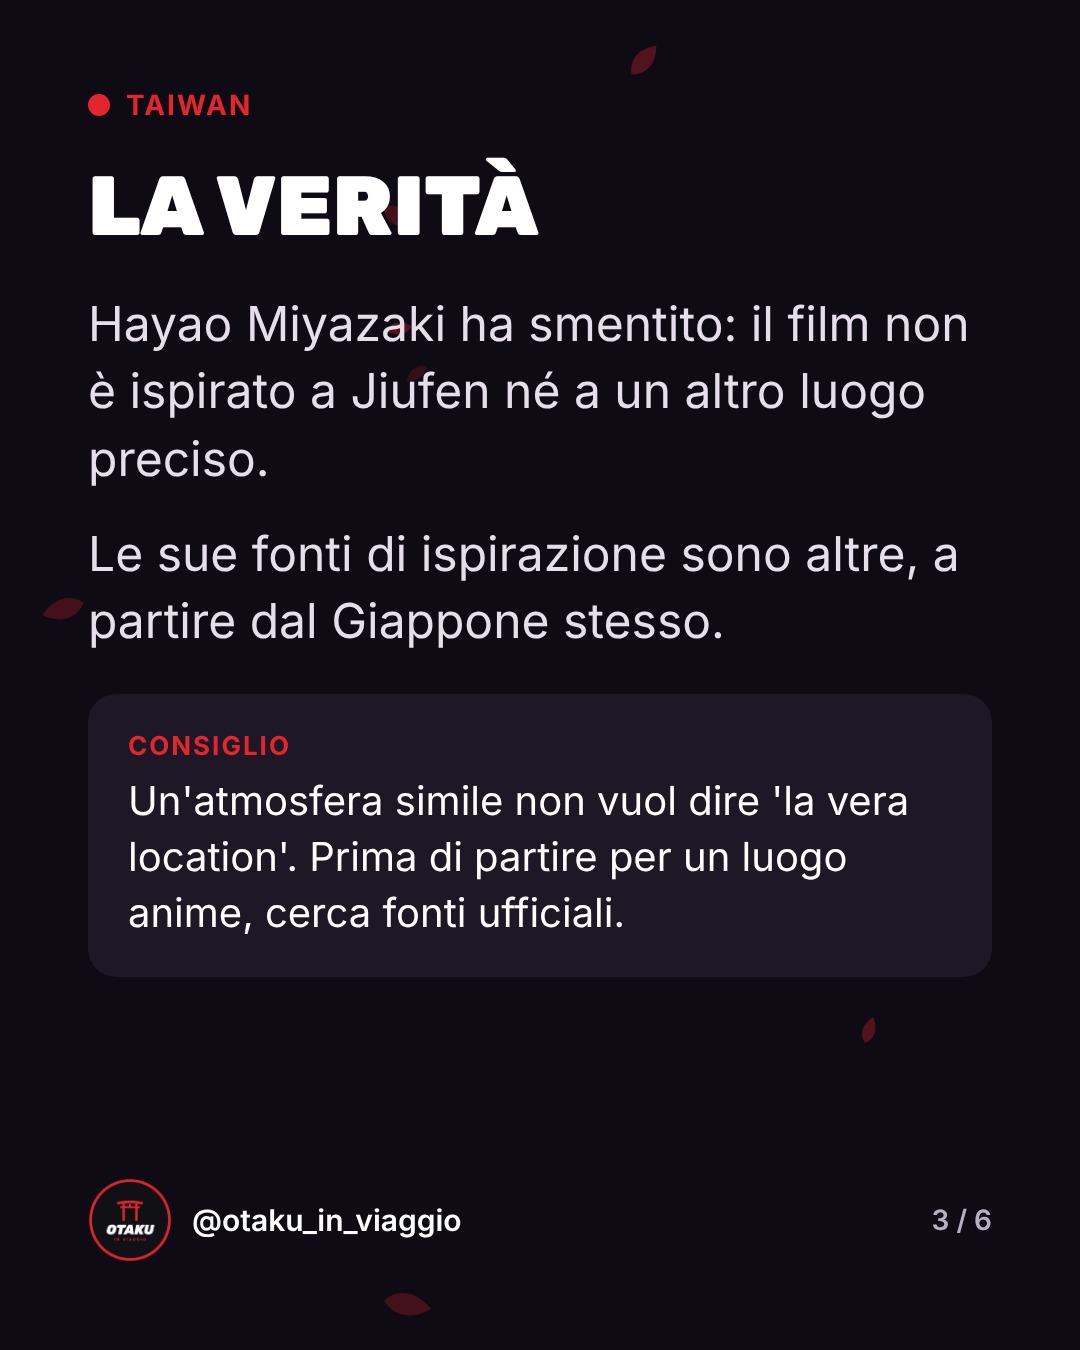 TAIWAN
LA VERITÀ
Hayao Miyazaki ha smentito: il film non
è ispirato a Jiufen né a un altro luogo
preciso.
Le sue fonti di ispirazione sono altre, a
partire dal Giappone stesso.
CONSIGLIO
Un'atmosfera simile non vuol dire 'la vera
location'. Prima di partire per un luogo
anime, cerca fonti ufficiali.
OTAKU
IN VIAGGIO
@otaku_in_viaggio
3 / 6